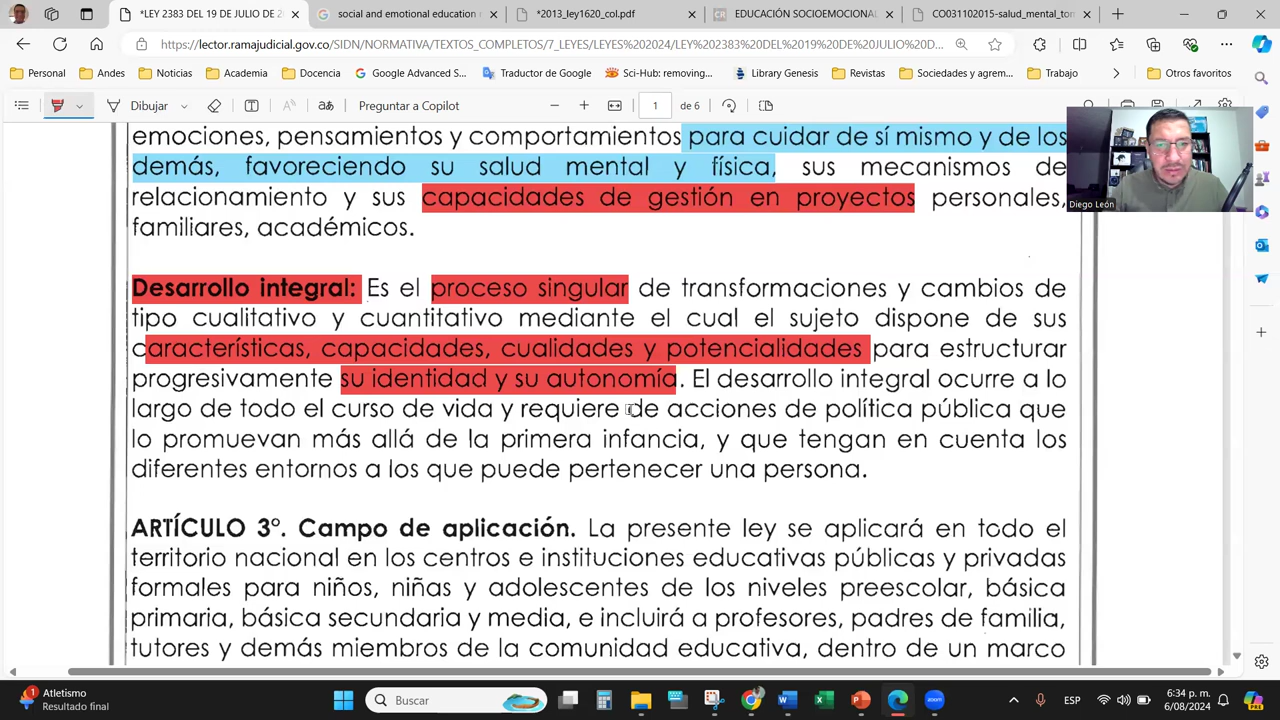 *LEY 2383 DEL 19 DE JULIO DE 2
social and emotional education
*2013_ley1620_col.pdf
EDUCACIÓN SOCIOEMOCIONAL
CO031102015-salud_mental_tom
https://lector.ramajudicial.gov.co/SIDN/NORMATIVA/TEXTOS_COMPLETOS/7_LEYES/LEYES%202024/LEY%202383%20DEL%2019%20DE%20JULIO%20D...
Personal
Andes
Noticias
Academia
Docencia
Google Advanced S...
Traductor de Google
Sci-Hub: removing...
Library Genesis
Revistas
Sociedades y agrem...
Trabajo
Otros favoritos
Dibujar
Preguntar a Copilot
1 de 6
emociones, pensamientos y comportamientos para cuidar de sí mismo y de los
demás, favoreciendo su salud mental y física, sus mecanismos de
relacionamiento y sus capacidades de gestión en proyectos personales,
familiares, académicos.
Diego León
Desarrollo integral: Es el proceso singular de transformaciones y cambios de
tipo cualitativo y cuantitativo mediante el cual el sujeto dispone de sus
características, capacidades, cualidades y potencialidades para estructurar
progresivamente su identidad y su autonomía. El desarrollo integral ocurre a lo
largo de todo el curso de vida y requiere de acciones de política pública que
lo promuevan más allá de la primera infancia, y que tengan en cuenta los
diferentes entornos a los que puede pertenecer una persona.
ARTÍCULO 3°. Campo de aplicación. La presente ley se aplicará en todo el
territorio nacional en los centros e instituciones educativas públicas y privadas
formales para niños, niñas y adolescentes de los niveles preescolar, básica
primaria, básica secundaria y media, e incluirá a profesores, padres de familia,
tutores y demás miembros de la comunidad educativa, dentro de un marco
Atletismo
Resultado final
Buscar
ESP
6:34 p. m.
6/08/2024